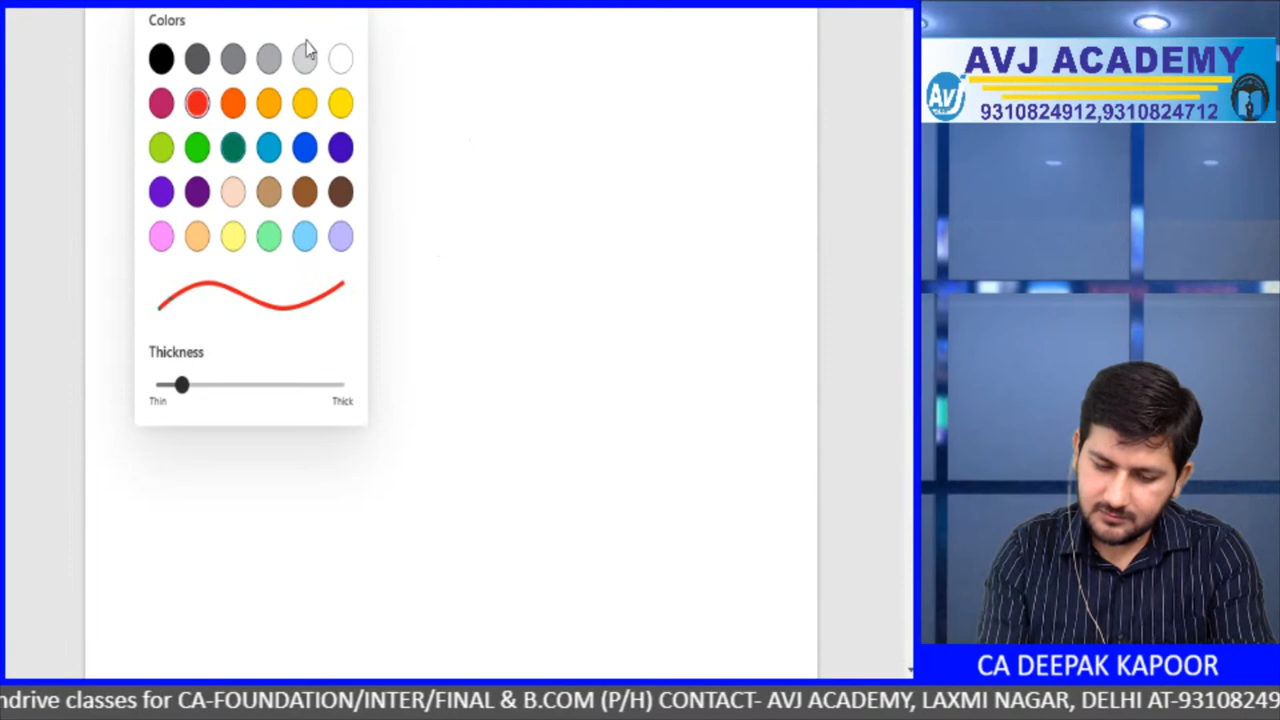 Colors
Thickness
Thin
Thick
AVJ ACADEMY
AVJ
9310824912,9310824712
CA DEEPAK KAPOOR
ndrive classes for CA-FOUNDATION/INTER/FINAL & B.COM (P/H) CONTACT- AVJ ACADEMY, LAXMI NAGAR, DELHI AT-93108249